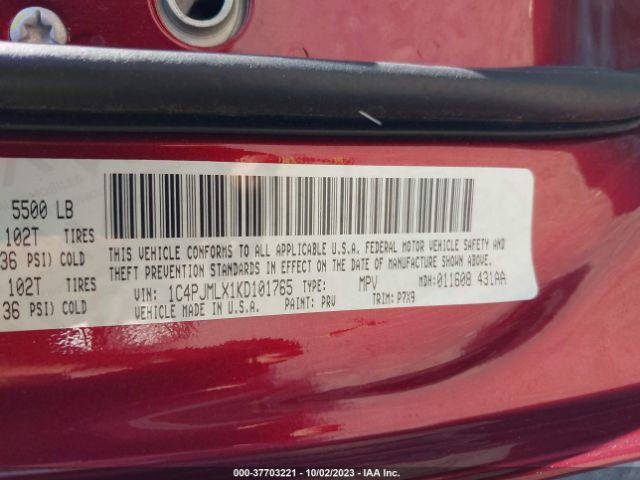 5500 LB
102T TIRES
36 PSI) COLD
102T TIRES
36 PSI) COLD
THIS VEHICLE CONFORMS TO ALL APPLICABLE U.S.A. FEDERAL MOTOR VEHICLE SAFETY AND
THEFT PREVENTION STANDARDS IN EFFECT ON THE DATE OF MANUFACTURE SHOWN ABOVE.
VIN: 1C4PJMLX1KD101765 TYPE: MPV MDH: 011608 431AA
VEHICLE MADE IN U.S.A. PAINT: PRV TRIM: P7X9
000-37703221 - 10/02/2023 - IAA Inc.